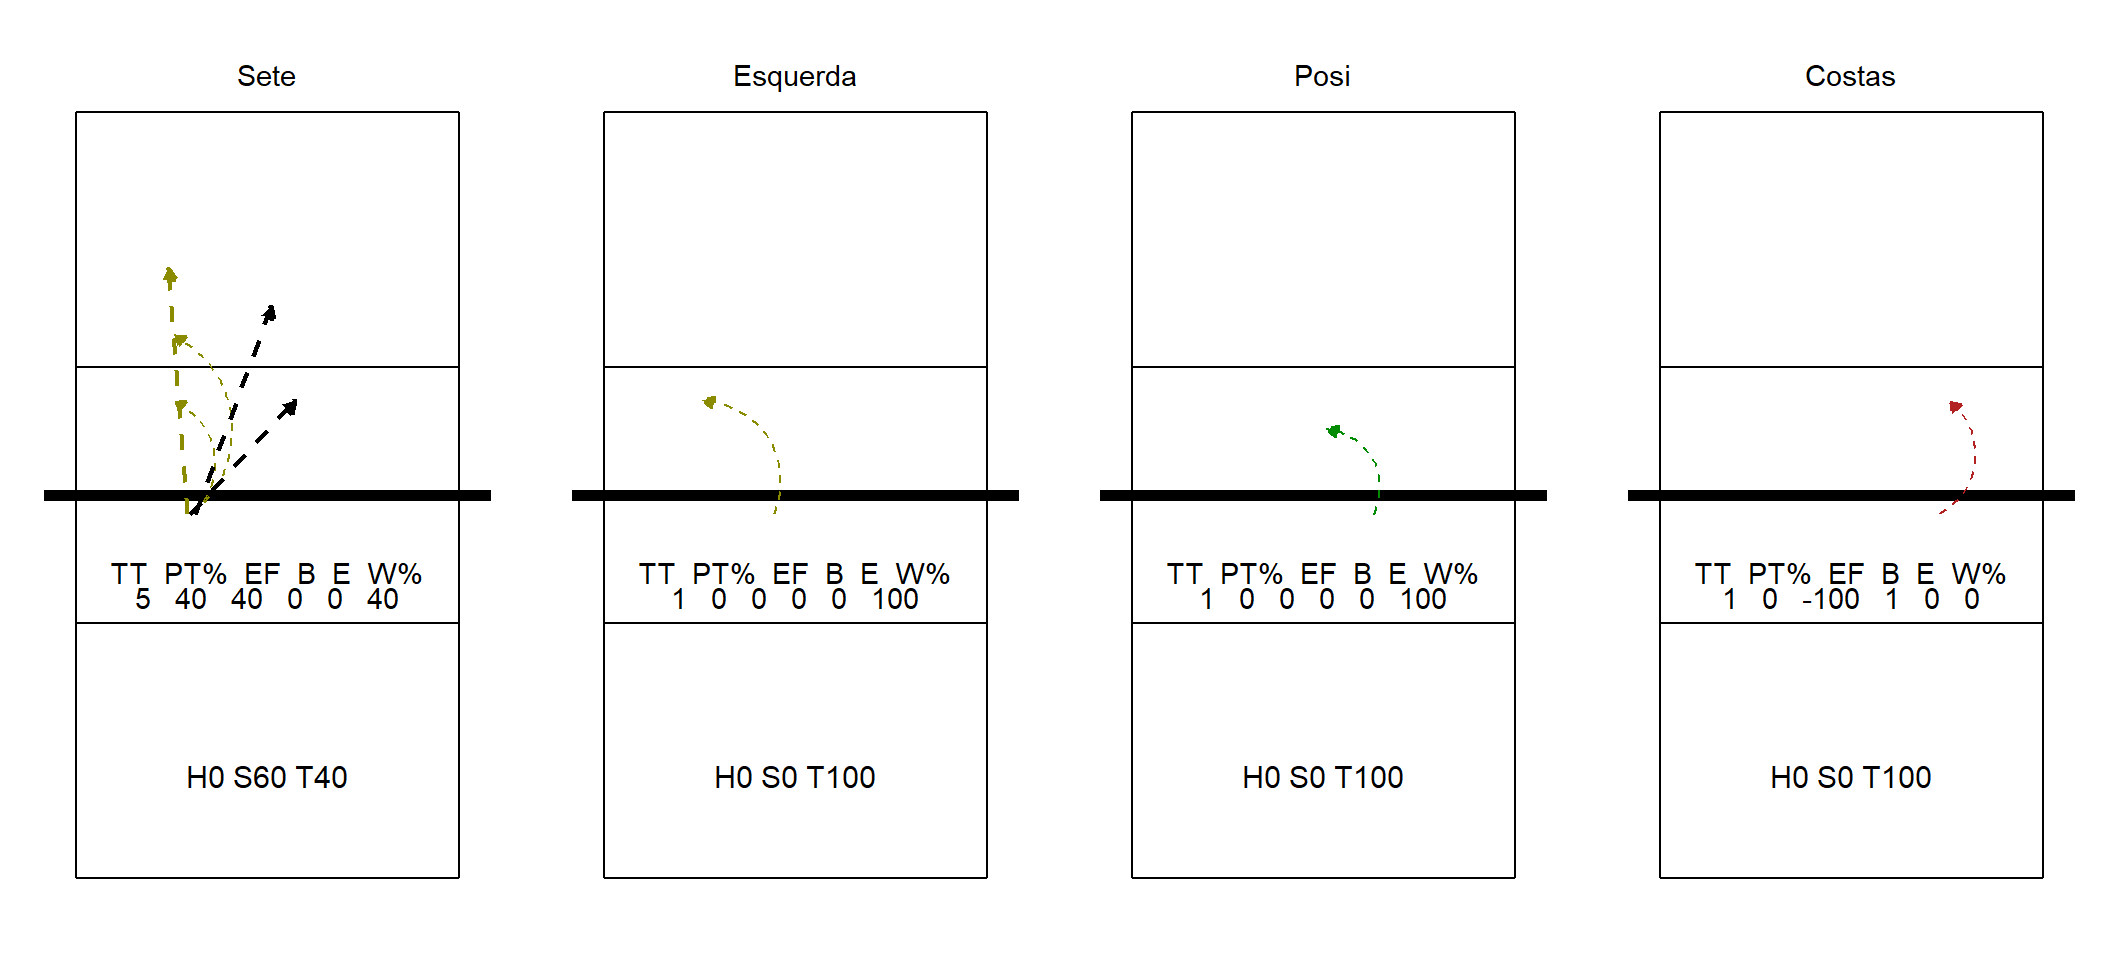 Sete
TT PT% EF B E W%
5 40 40 0 0 40
H0 S60 T40
Esquerda
TT PT% EF B E W%
1 0 0 0 0 100
H0 S0 T100
Posi
TT PT% EF B E W%
1 0 0 0 0 100
H0 S0 T100
Costas
TT PT% EF B E W%
1 0 -100 1 0 0
H0 S0 T100